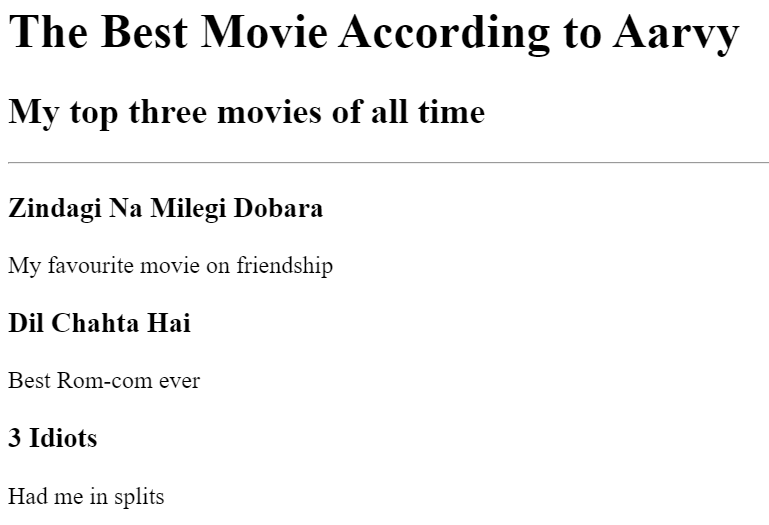 The Best Movie According to Aarvy
My top three movies of all time
Zindagi Na Milegi Dobara
My favourite movie on friendship
Dil Chahta Hai
Best Rom-com ever
3 Idiots
Had me in splits